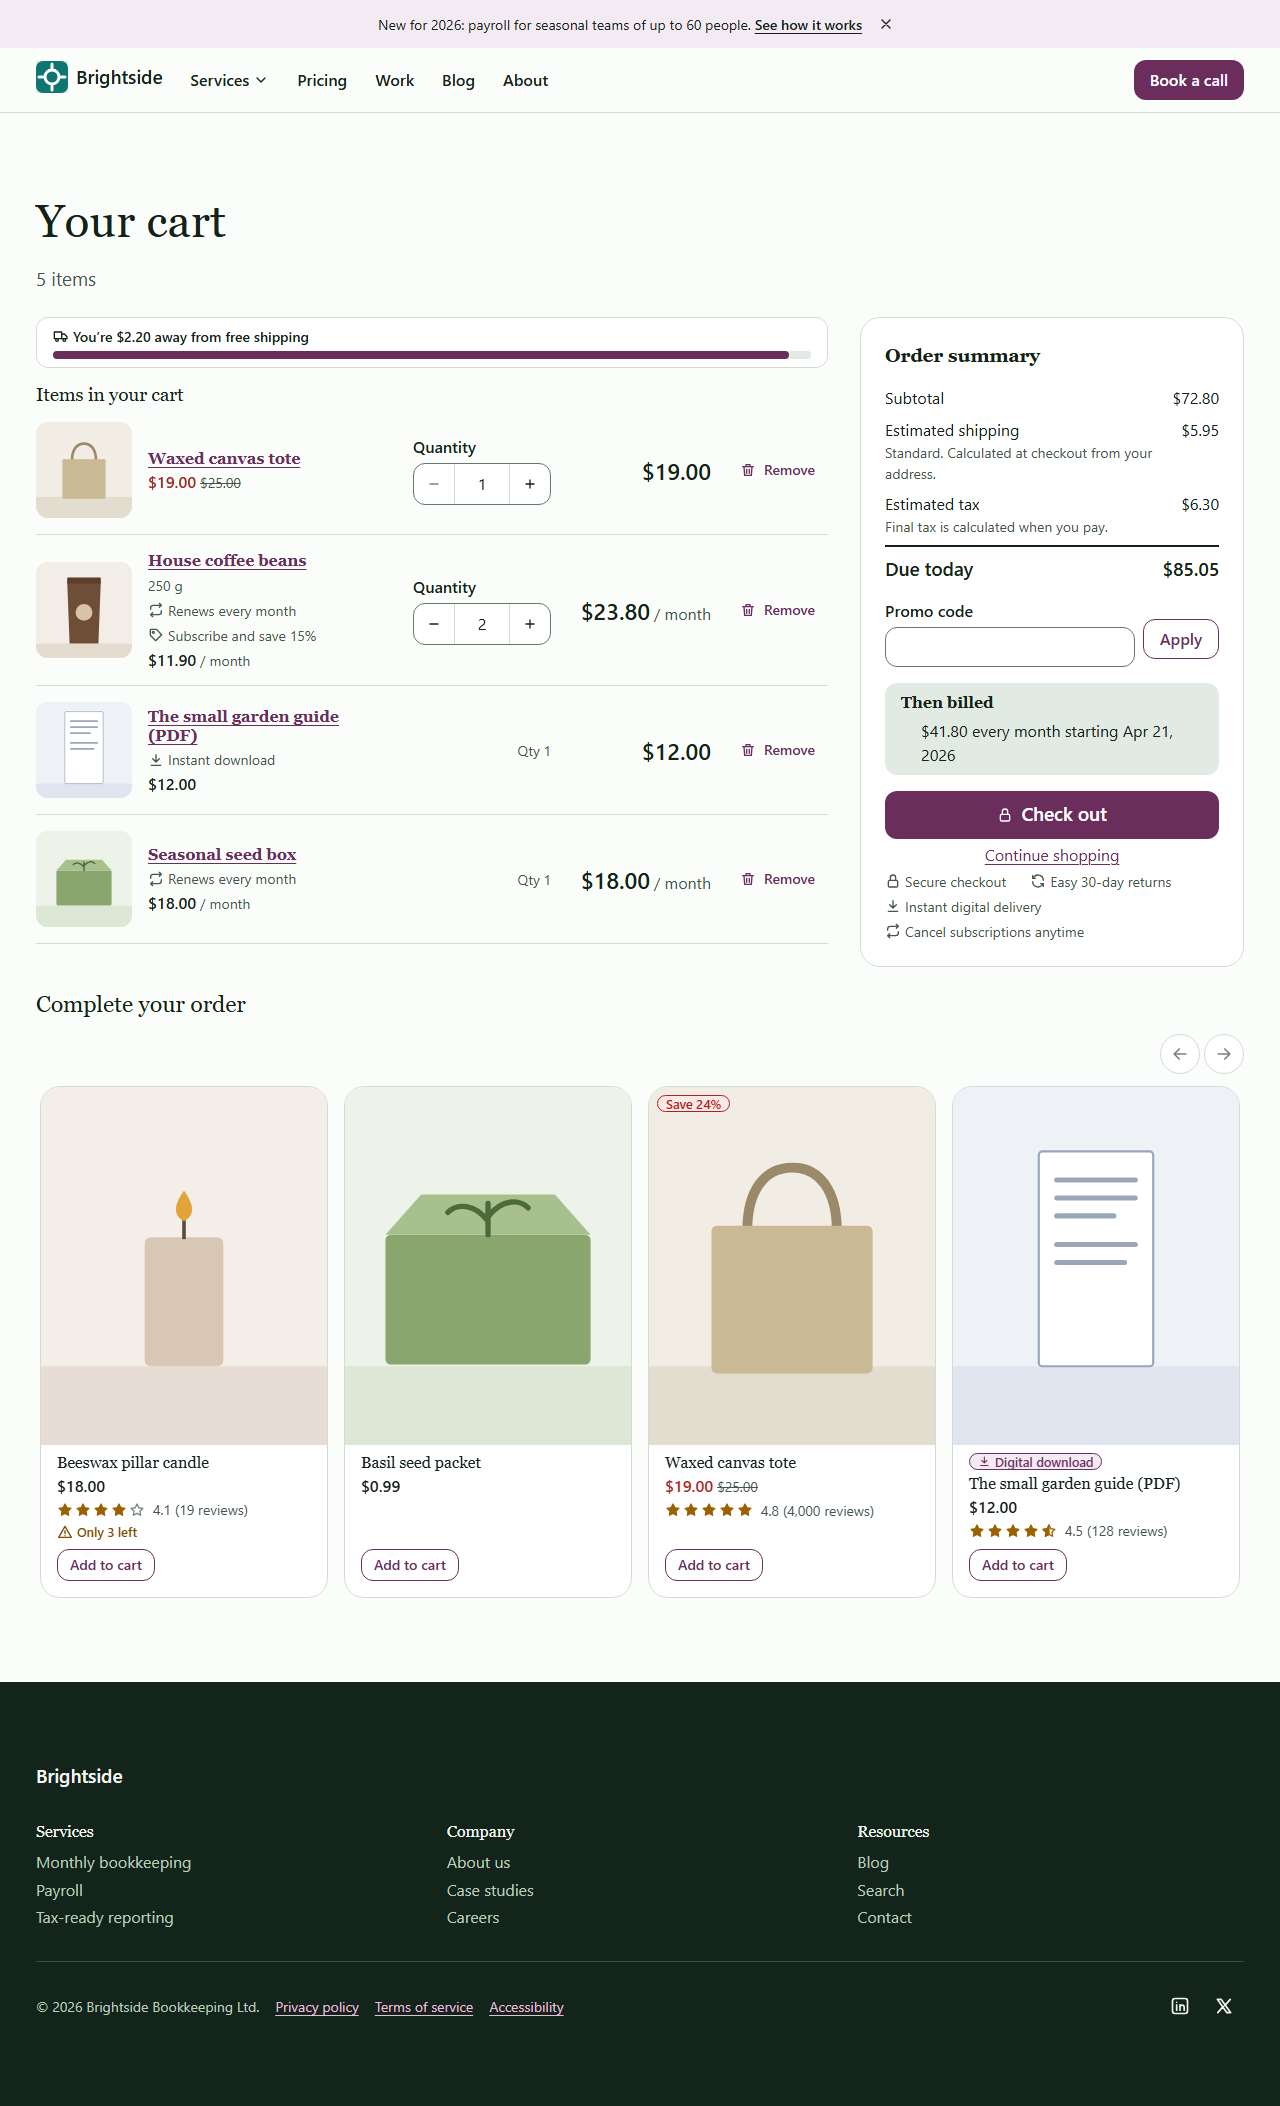 New for 2026: payroll for seasonal teams of up to 60 people. See how it works
Brightside
Services
Pricing
Work
Blog
About
Book a call
Your cart
5 items
You're $2.20 away from free shipping
Items in your cart
Waxed canvas tote
$19.00 $25.00
Quantity
1
$19.00
Remove
House coffee beans
250 g
Renews every month
Subscribe and save 15%
$11.90 / month
Quantity
2
$23.80 / month
Remove
The small garden guide
(PDF)
Instant download
$12.00
Qty 1
$12.00
Remove
Seasonal seed box
Renews every month
$18.00 / month
Qty 1
$18.00 / month
Remove
Order summary
Subtotal $72.80
Estimated shipping $5.95
Standard. Calculated at checkout from your
address.
Estimated tax $6.30
Final tax is calculated when you pay.
Due today $85.05
Promo code
Apply
Then billed
$41.80 every month starting Apr 21,
2026
Check out
Continue shopping
Secure checkout
Easy 30-day returns
Instant digital delivery
Cancel subscriptions anytime
Complete your order
Beeswax pillar candle
$18.00
4.1 (19 reviews)
Only 3 left
Add to cart
Basil seed packet
$0.99
Add to cart
Save 24%
Waxed canvas tote
$19.00 $25.00
4.8 (4,000 reviews)
Add to cart
Digital download
The small garden guide (PDF)
$12.00
4.5 (128 reviews)
Add to cart
Brightside
Services
Monthly bookkeeping
Payroll
Tax-ready reporting
Company
About us
Case studies
Careers
Resources
Blog
Search
Contact
© 2026 Brightside Bookkeeping Ltd. Privacy policy Terms of service Accessibility